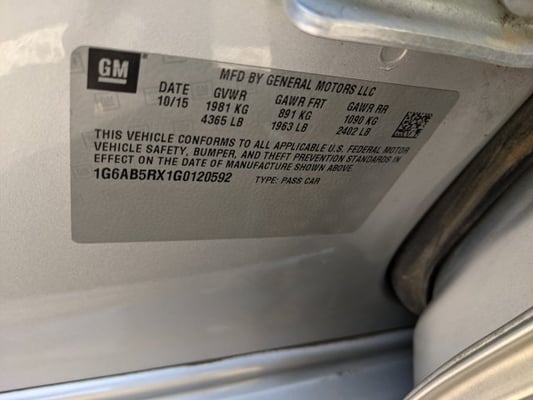 GM
MFD BY GENERAL MOTORS LLC
DATE GVWR GAWR FRT GAWR RR
10/15 1981 KG 891 KG 1090 KG
4365 LB 1963 LB 2402 LB
THIS VEHICLE CONFORMS TO ALL APPLICABLE U.S. FEDERAL MOTOR
VEHICLE SAFETY, BUMPER, AND THEFT PREVENTION STANDARDS IN
EFFECT ON THE DATE OF MANUFACTURE SHOWN ABOVE.
1G6AB5RX1G0120592 TYPE: PASS CAR